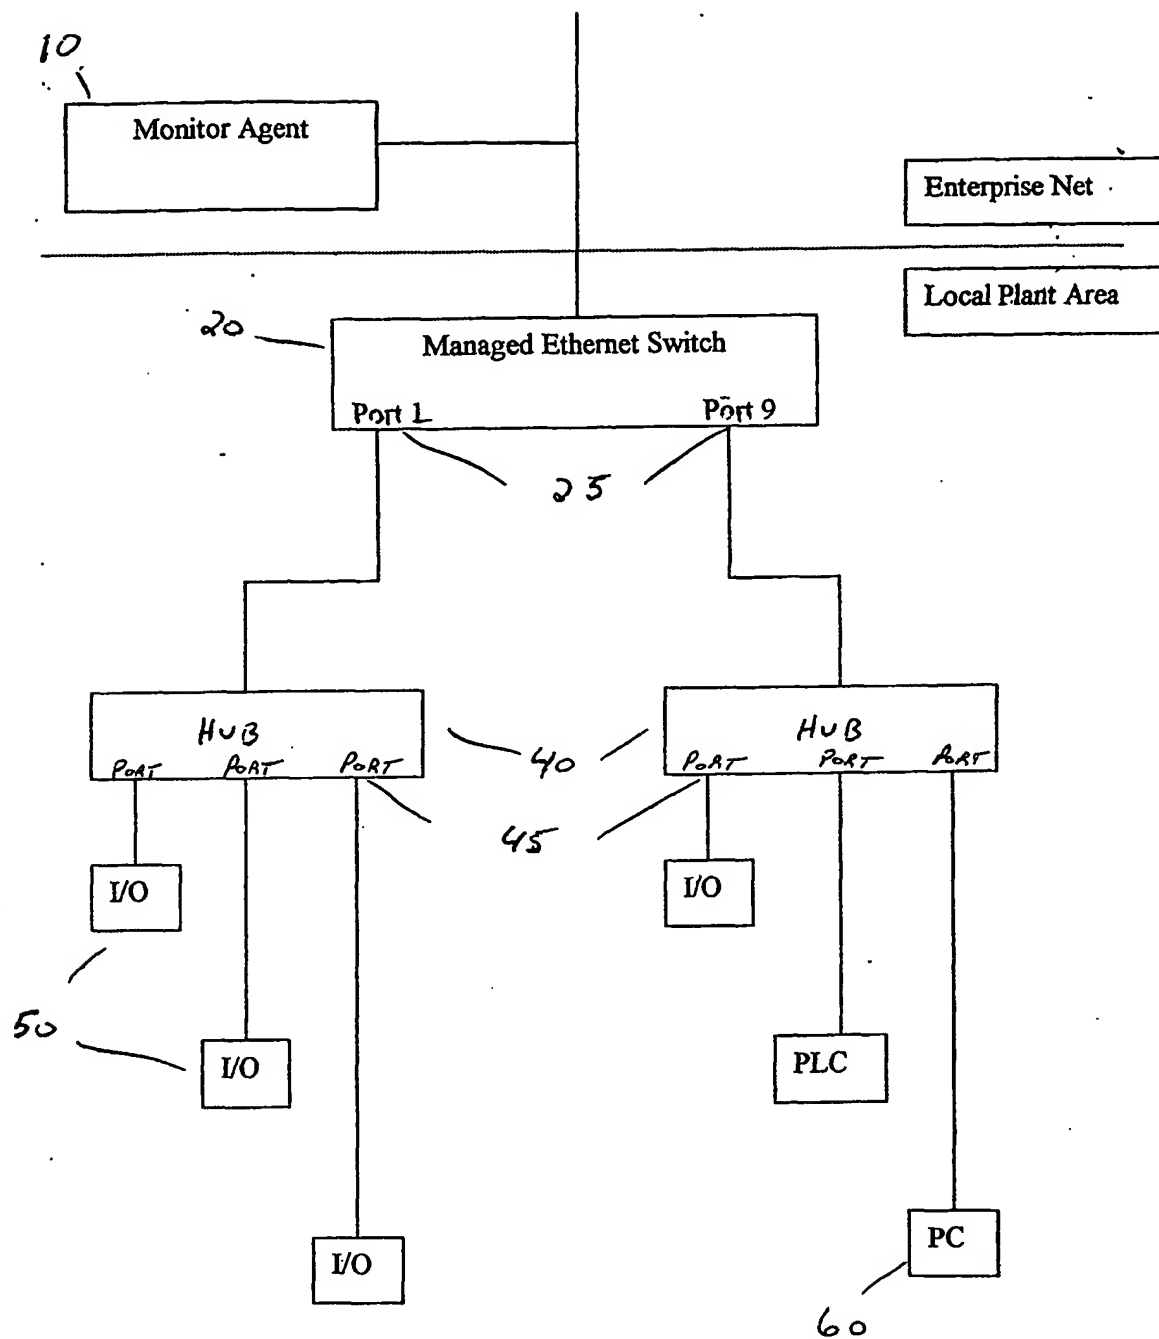 10
Monitor Agent
Enterprise Net
Local Plant Area
20
Managed Ethernet Switch
Port 1
Port 9
25
HUB
HUB
PORT
PORT
PORT
40
PORT
PORT
PORT
45
I/O
I/O
50
I/O
PLC
I/O
PC
60